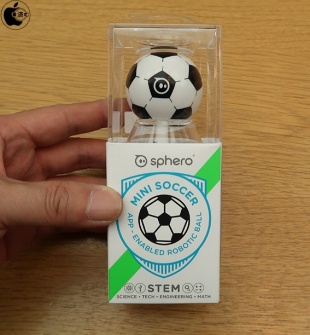 sphero
MINI SOCCER
APP - ENABLED ROBOTIC BALL
STEM
SCIENCE • TECH • ENGINEERING • MATH